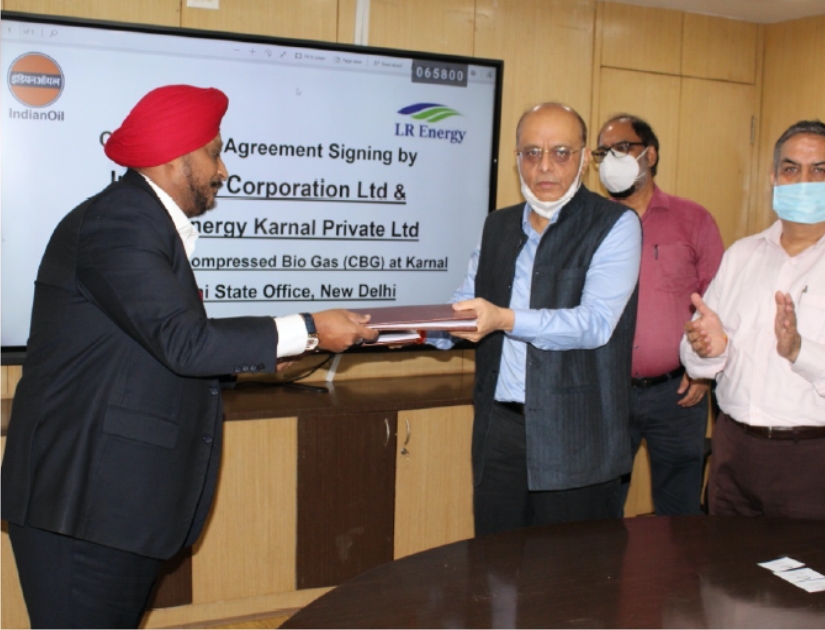 065800
इंडियनऑयल
IndianOil
LR Energy
Agreement Signing by
Corporation Ltd &
nergy Karnal Private Ltd
ompressed Bio Gas (CBG) at Karnal
i State Office, New Delhi